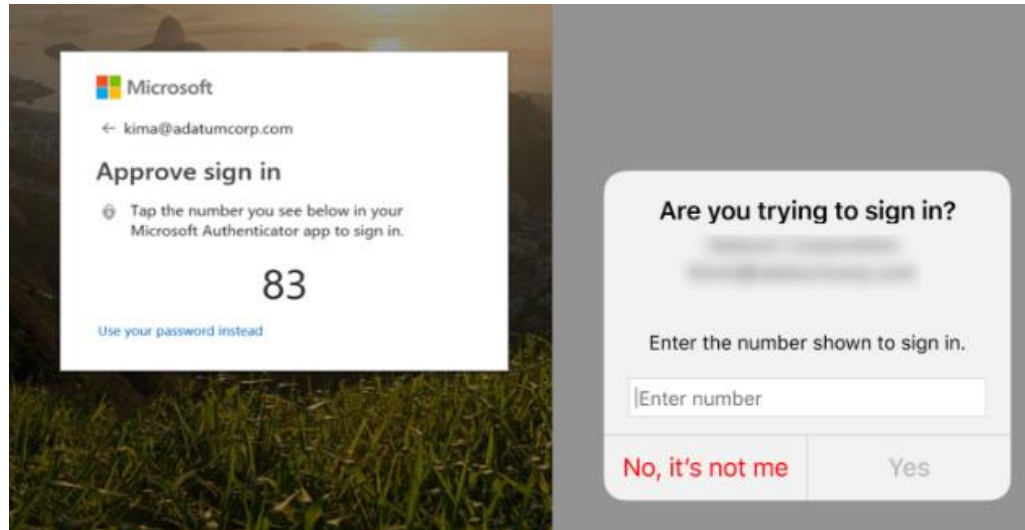 Microsoft
← kima@adatumcorp.com
Approve sign in
Tap the number you see below in your
Microsoft Authenticator app to sign in.
83
Use your password instead
Are you trying to sign in?
Enter the number shown to sign in.
Enter number
No, it's not me
Yes